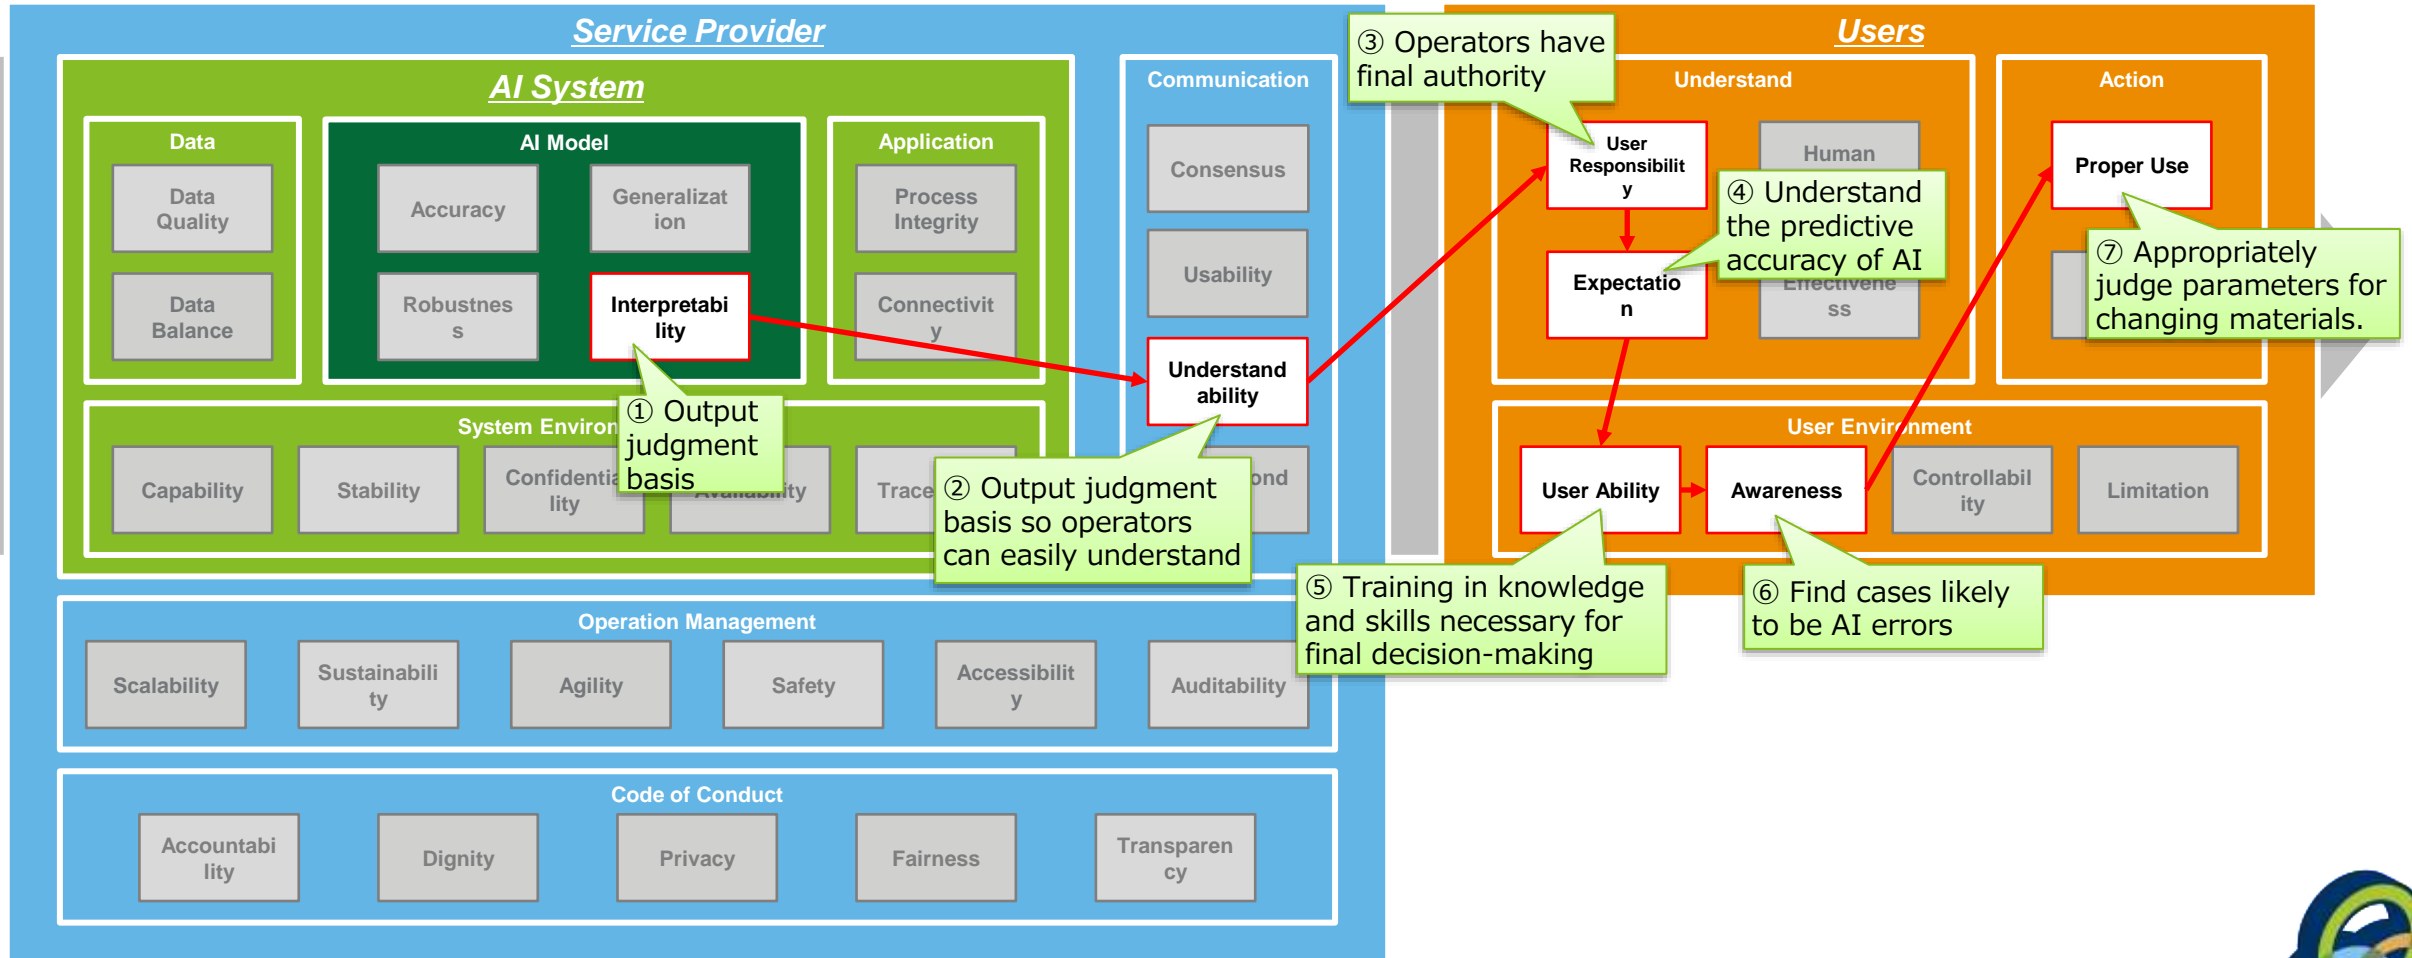 Service Provider
AI System
Data
Data
Quality
Data
Balance
AI Model
Accuracy
Generalizat
ion
Robustnes
s
Interpretabi
lity
Application
Process
Integrity
Connectivit
y
① Output
judgment
basis
System Environ
Capability
Stability
Confidentia
lity
Availability
Trace
Communication
Consensus
Usability
Understand
ability
ond
② Output judgment
basis so operators
can easily understand
Operation Management
Scalability
Sustainabili
ty
Agility
Safety
Accessibilit
y
Auditability
Code of Conduct
Accountabi
lity
Dignity
Privacy
Fairness
Transparen
cy
Users
③ Operators have
final authority
Understand
User
Responsibilit
y
Human
④ Understand
the predictive
accuracy of AI
Expectatio
n
Effectivene
ss
Action
Proper Use
⑦ Appropriately
judge parameters for
changing materials.
User Environment
User Ability
Awareness
Controllabil
ity
Limitation
⑤ Training in knowledge
and skills necessary for
final decision-making
⑥ Find cases likely
to be AI errors